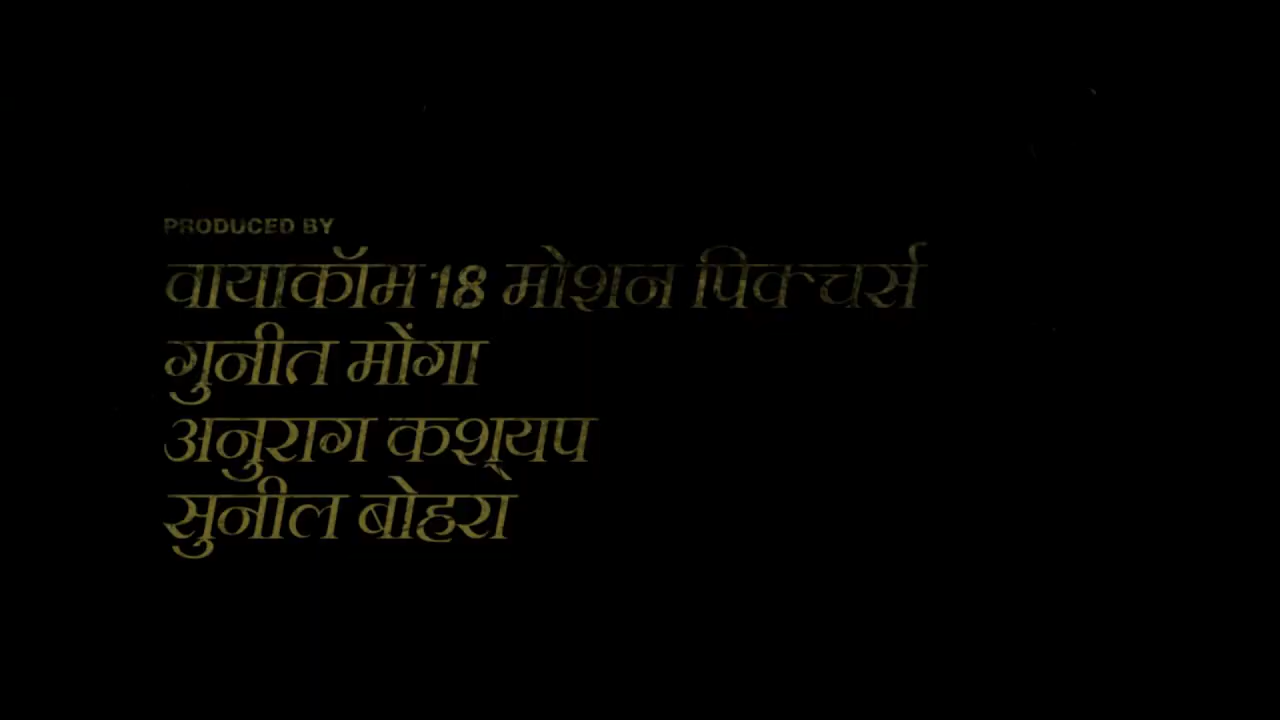 PRODUCED BY
वायाकॉम 18 मोशन पिक्चर्स
गुनीत मोंगा
अनुराग कश्यप
सुनील बोहरा